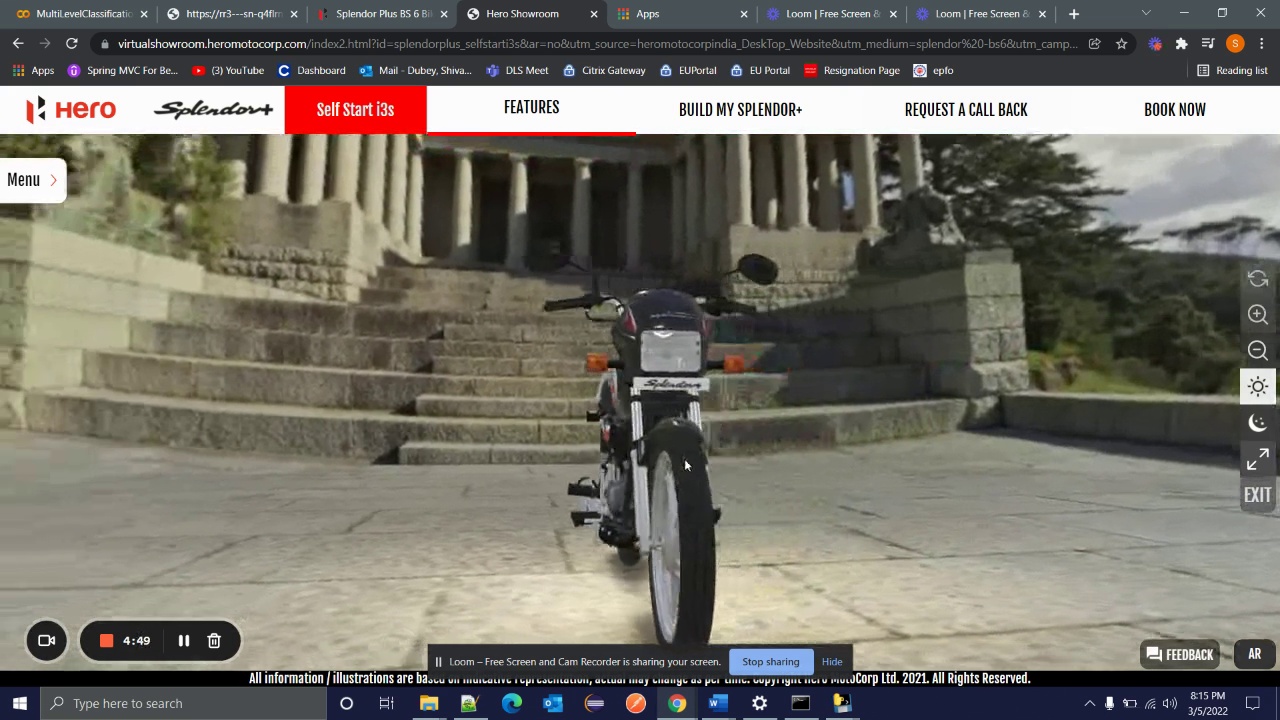 MultiLevelClassificatio
https://rr3---sn-q4flrn
Splendor Plus BS 6 Bi
Hero Showroom
Apps
Loom | Free Screen &
Loom | Free Screen &
virtualshowroom.heromotocorp.com/index2.html?id=splendorplus_selfstarti3s&at=no&utm_source=heromotocorpindia_DeskTop_Website&utm_medium=splendor%20-bs6&utm_camp...
Apps
Spring MVC For Be...
(3) YouTube
Dashboard
Mail - Dubey, Shiva...
DLS Meet
Citrix Gateway
EUPortal
EU Portal
Resignation Page
epfo
Reading list
HERO
Splendor+
Self Start i3s
FEATURES
BUILD MY SPLENDOR+
REQUEST A CALL BACK
BOOK NOW
Menu
Splendor+
EXIT
4:49
Loom – Free Screen and Cam Recorder is sharing your screen.
Stop sharing
Hide
FEEDBACK
AR
All information / illustrations are based on indicative representation, actual may change as per time. Copyright Hero MotoCorp Ltd. 2021. All Rights Reserved.
Type here to search
8:15 PM
3/5/2022